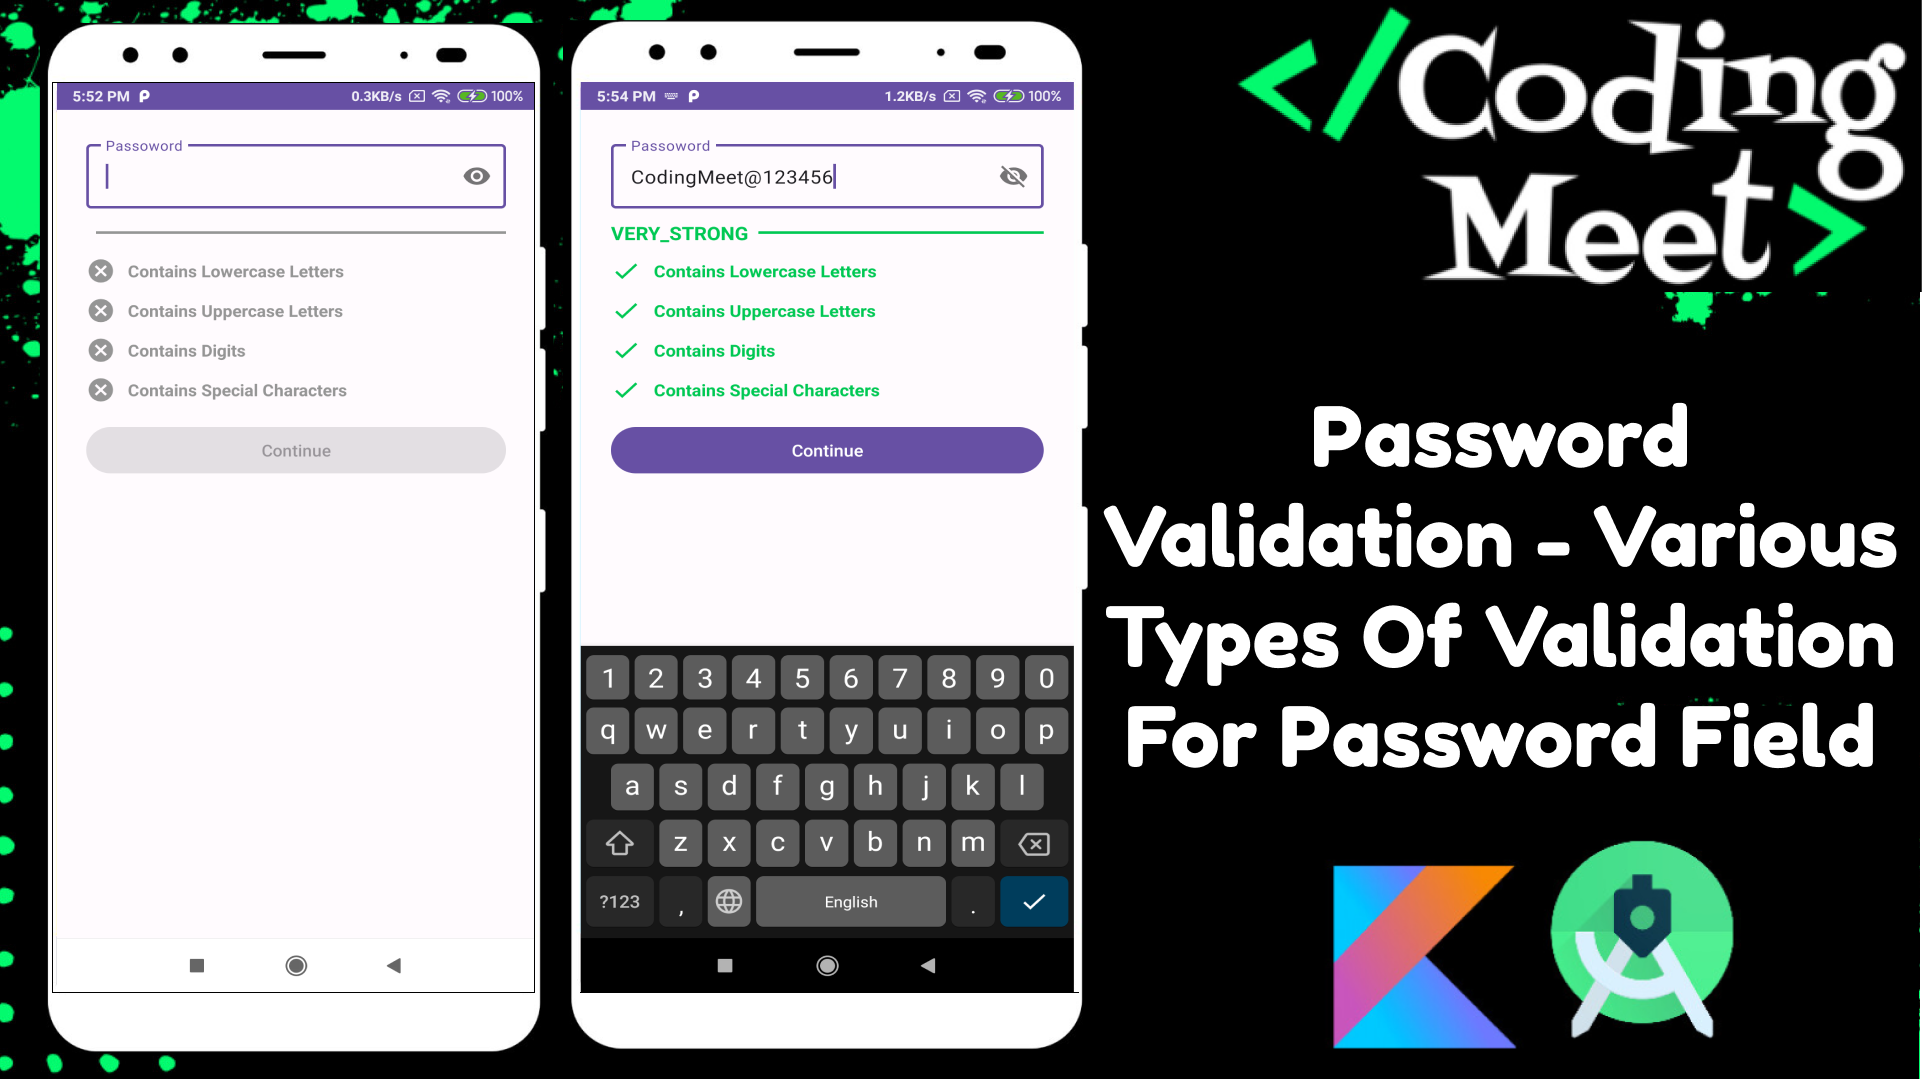 5:52 PM 0.3KB/s 100%
Passoword
Contains Lowercase Letters
Contains Uppercase Letters
Contains Digits
Contains Special Characters
Continue
5:54 PM 1.2KB/s 100%
Passoword
CodingMeet@123456
VERY_STRONG
Contains Lowercase Letters
Contains Uppercase Letters
Contains Digits
Contains Special Characters
Continue
1 2 3 4 5 6 7 8 9 0
q w e r t y u i o p
a s d f g h j k l
z x c v b n m
?123 , English .
</Coding
Meet>
Password
Validation - Various
Types Of Validation
For Password Field